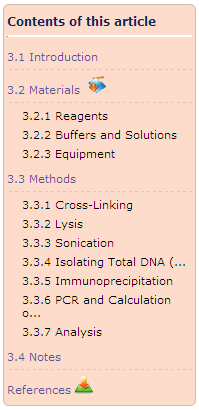 Contents of this article
3.1 Introduction
3.2 Materials
3.2.1 Reagents
3.2.2 Buffers and Solutions
3.2.3 Equipment
3.3 Methods
3.3.1 Cross-Linking
3.3.2 Lysis
3.3.3 Sonication
3.3.4 Isolating Total DNA (...
3.3.5 Immunoprecipitation
3.3.6 PCR and Calculation
o...
3.3.7 Analysis
3.4 Notes
References